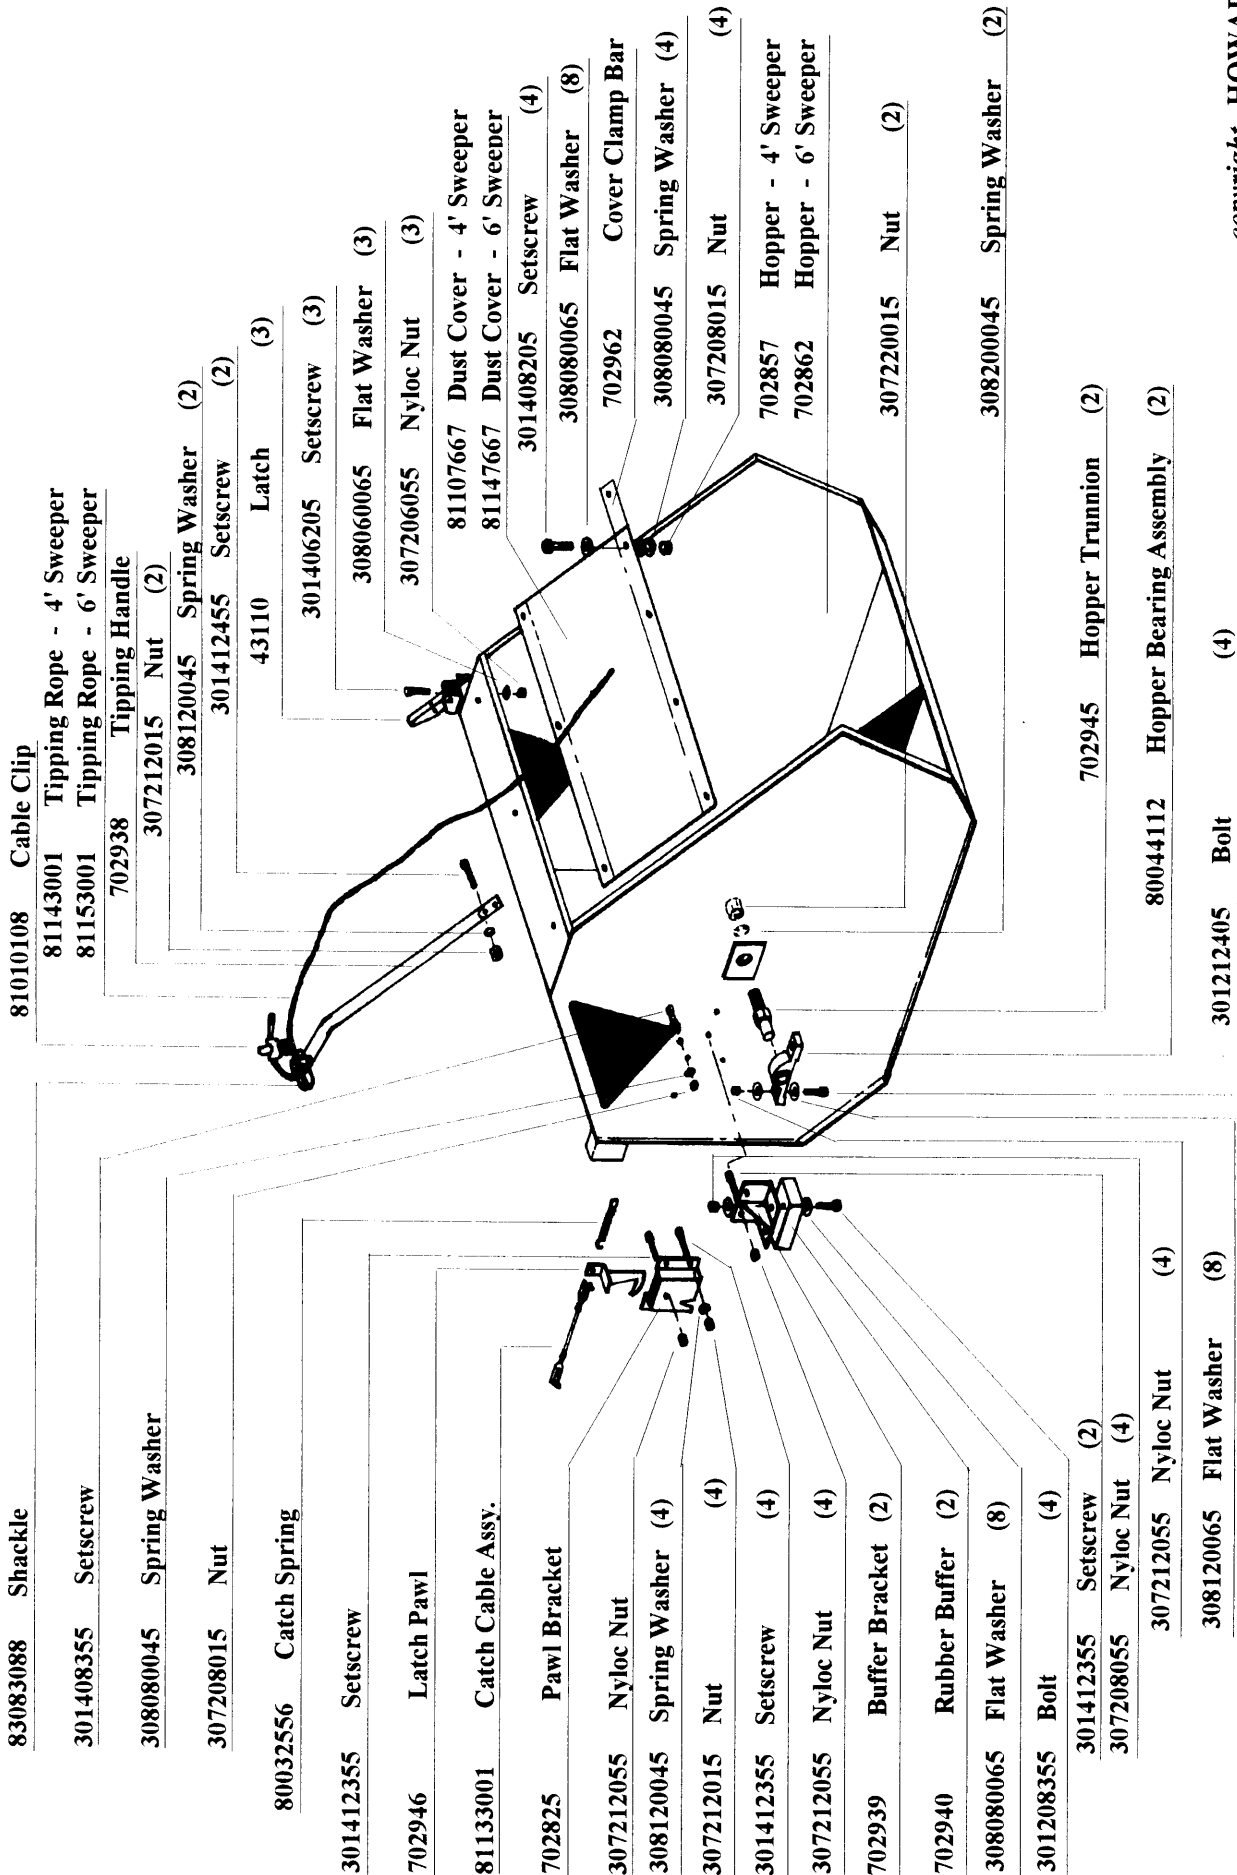 83083088 Shackle
301408355 Setscrew
308080045 Spring Washer
307208015 Nut
80032556 Catch Spring
301412355 Setscrew
702946 Latch Pawl
81133001 Catch Cable Assy.
702825 Pawl Bracket
307212055 Nyloc Nut
308120045 Spring Washer (4)
307212015 Nut (4)
301412355 Setscrew (4)
307212055 Nyloc Nut (4)
702939 Buffer Bracket (2)
702940 Rubber Buffer (2)
308080065 Flat Washer (8)
301208355 Bolt (4)
301412355 Setscrew (2)
307208055 Nyloc Nut (4)
307212055 Nyloc Nut (4)
308120065 Flat Washer (8)
81010108 Cable Clip
81143001 Tipping Rope - 4' Sweeper
81153001 Tipping Rope - 6' Sweeper
702938 Tipping Handle
307212015 Nut (2)
308120045 Spring Washer (2)
301412455 Setscrew (2)
43110 Latch (3)
301406205 Setscrew (3)
308060065 Flat Washer (3)
307206055 Nyloc Nut (3)
81107667 Dust Cover - 4' Sweeper
81147667 Dust Cover - 6' Sweeper
301408205 Setscrew (4)
308080065 Flat Washer (8)
702962 Cover Clamp Bar
308080045 Spring Washer (4)
307208015 Nut (4)
702857 Hopper - 4' Sweeper
702862 Hopper - 6' Sweeper
307220015 Nut (2)
308200045 Spring Washer (2)
702945 Hopper Trunnion (2)
80044112 Hopper Bearing Assembly (2)
301212405 Bolt (4)